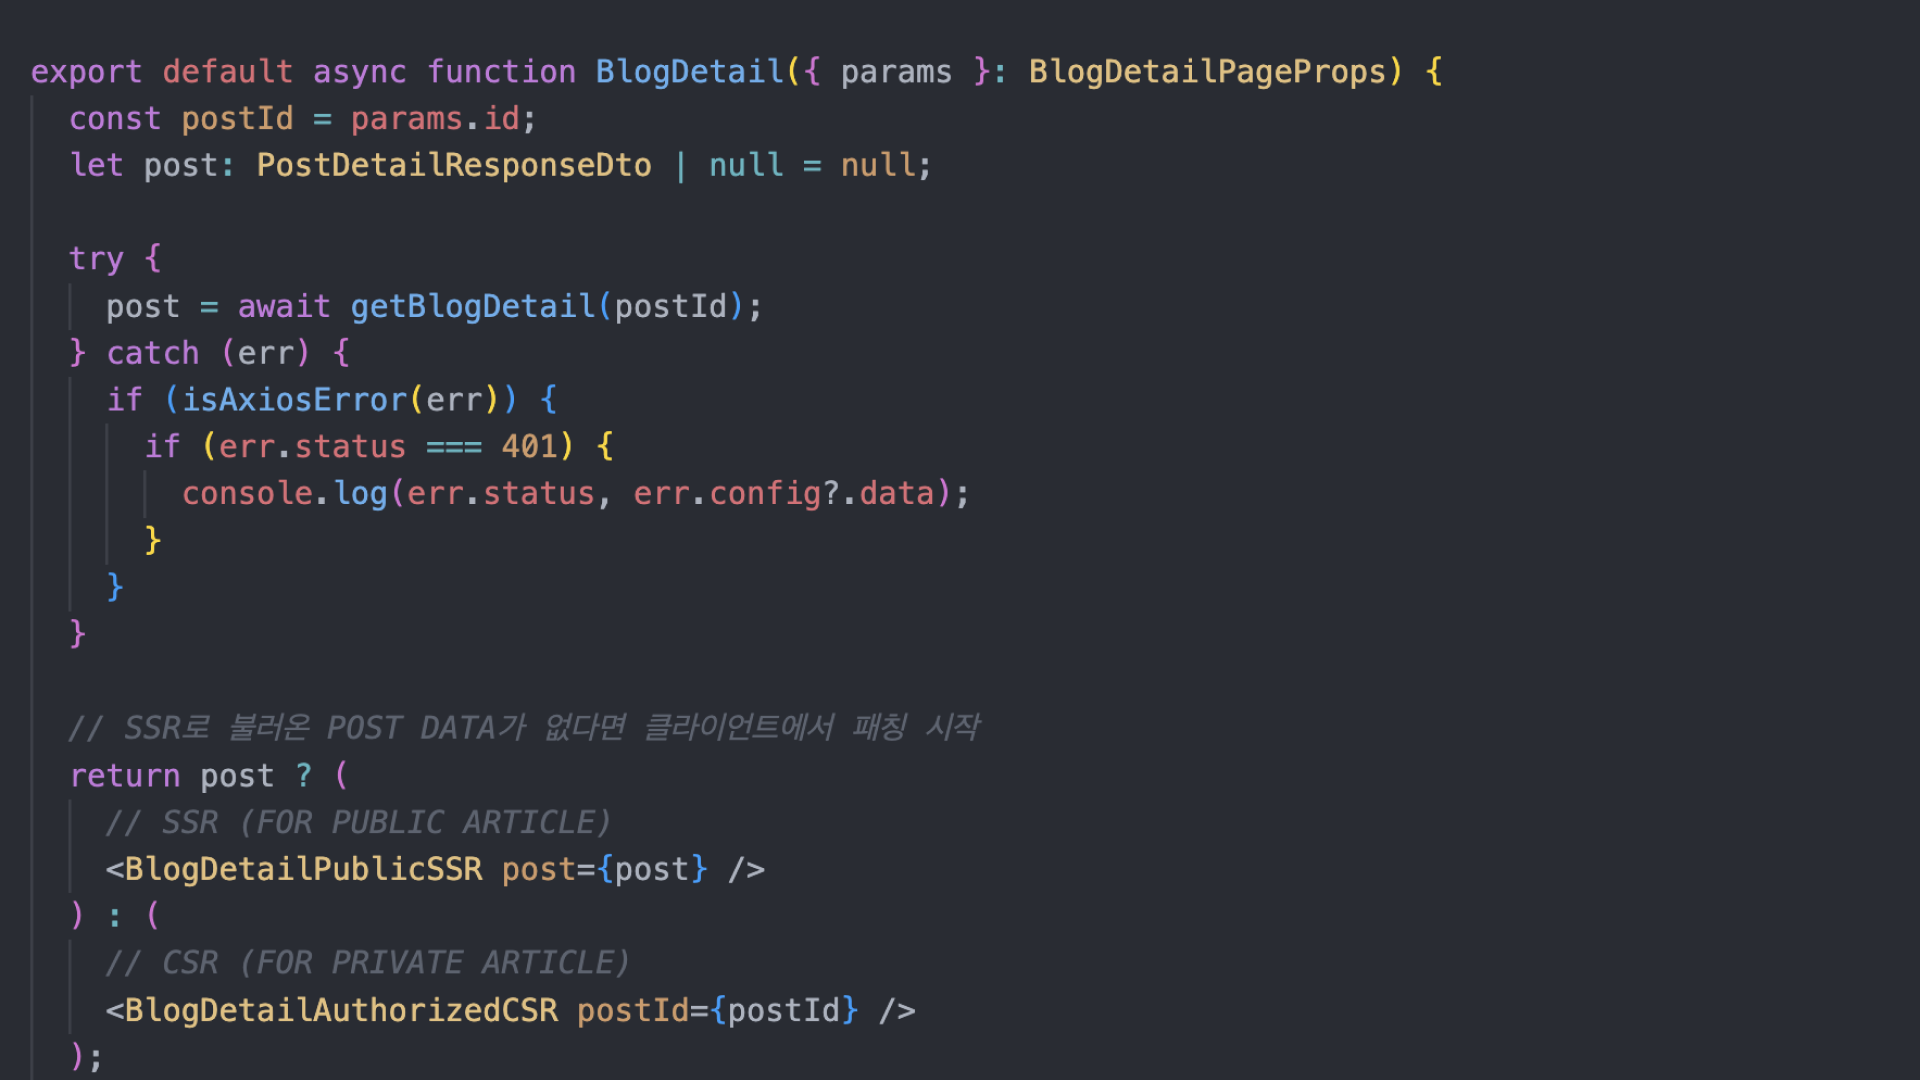 export default async function BlogDetail({ params }: BlogDetailPageProps) {
  const postId = params.id;
  let post: PostDetailResponseDto | null = null;

  try {
    post = await getBlogDetail(postId);
  } catch (err) {
    if (isAxiosError(err)) {
      if (err.status === 401) {
        console.log(err.status, err.config?.data);
      }
    }
  }

  // SSR로 불러온 POST DATA가 없다면 클라이언트에서 패칭 시작
  return post ? (
    // SSR (FOR PUBLIC ARTICLE)
    <BlogDetailPublicSSR post={post} />
  ) : (
    // CSR (FOR PRIVATE ARTICLE)
    <BlogDetailAuthorizedCSR postId={postId} />
  );